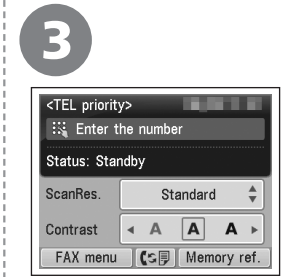 3
<TEL priority>
Enter the number
Status: Standby
ScanRes. Standard
Contrast A A A
FAX menu Memory ref.